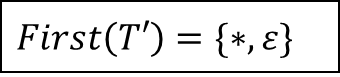 First(T′) = {∗, ε}